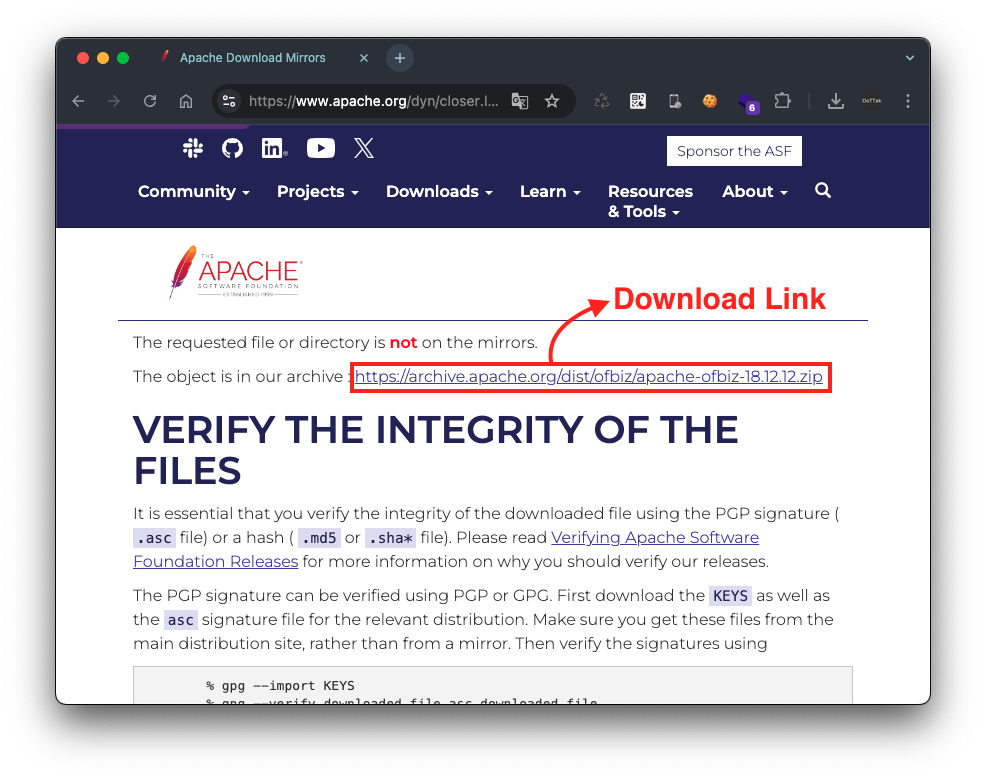 Apache Download Mirrors
https://www.apache.org/dyn/closer.l...
6
DoTTak
Sponsor the ASF
Community
Projects
Downloads
Learn
Resources & Tools
About
THE
APACHE
SOFTWARE FOUNDATION
ESTABLISHED 1999
Download Link
The requested file or directory is not on the mirrors.
The object is in our archive : https://archive.apache.org/dist/ofbiz/apache-ofbiz-18.12.12.zip
VERIFY THE INTEGRITY OF THE
FILES
It is essential that you verify the integrity of the downloaded file using the PGP signature (
.asc file) or a hash ( .md5 or .sha* file). Please read Verifying Apache Software
Foundation Releases for more information on why you should verify our releases.
The PGP signature can be verified using PGP or GPG. First download the KEYS as well as
the asc signature file for the relevant distribution. Make sure you get these files from the
main distribution site, rather than from a mirror. Then verify the signatures using
% gpg --import KEYS
% gpg --verify downloaded_file.asc downloaded_file